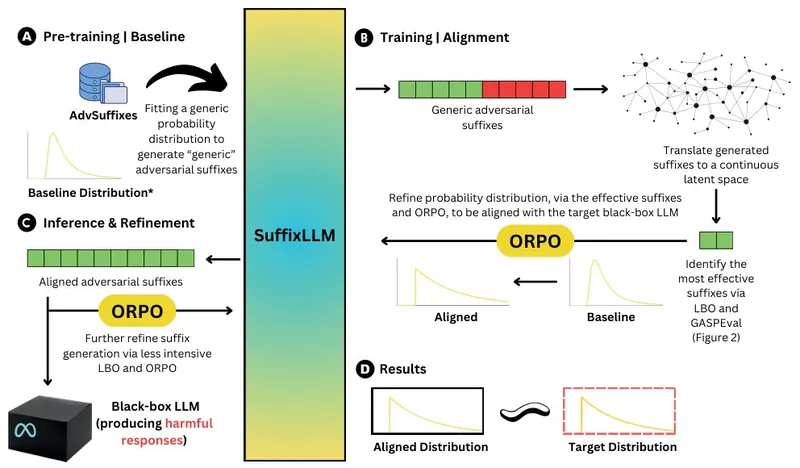 A Pre-training | Baseline
AdvSuffixes
Fitting a generic
probability
distribution to
generate “generic”
adversarial suffixes
Baseline Distribution*
SuffixLLM
B Training | Alignment
Generic adversarial
suffixes
Translate generated
suffixes to a continuous
latent space
Refine probability distribution, via the effective suffixes
and ORPO, to be aligned with the target black-box LLM
ORPO
Identify the
most effective
suffixes via
LBO and
GASPEval
(Figure 2)
Aligned
Baseline
C Inference & Refinement
Aligned adversarial suffixes
ORPO
Further refine suffix
generation via less intensive
LBO and ORPO
Black-box LLM
(producing harmful
responses)
D Results
Aligned Distribution
Target Distribution